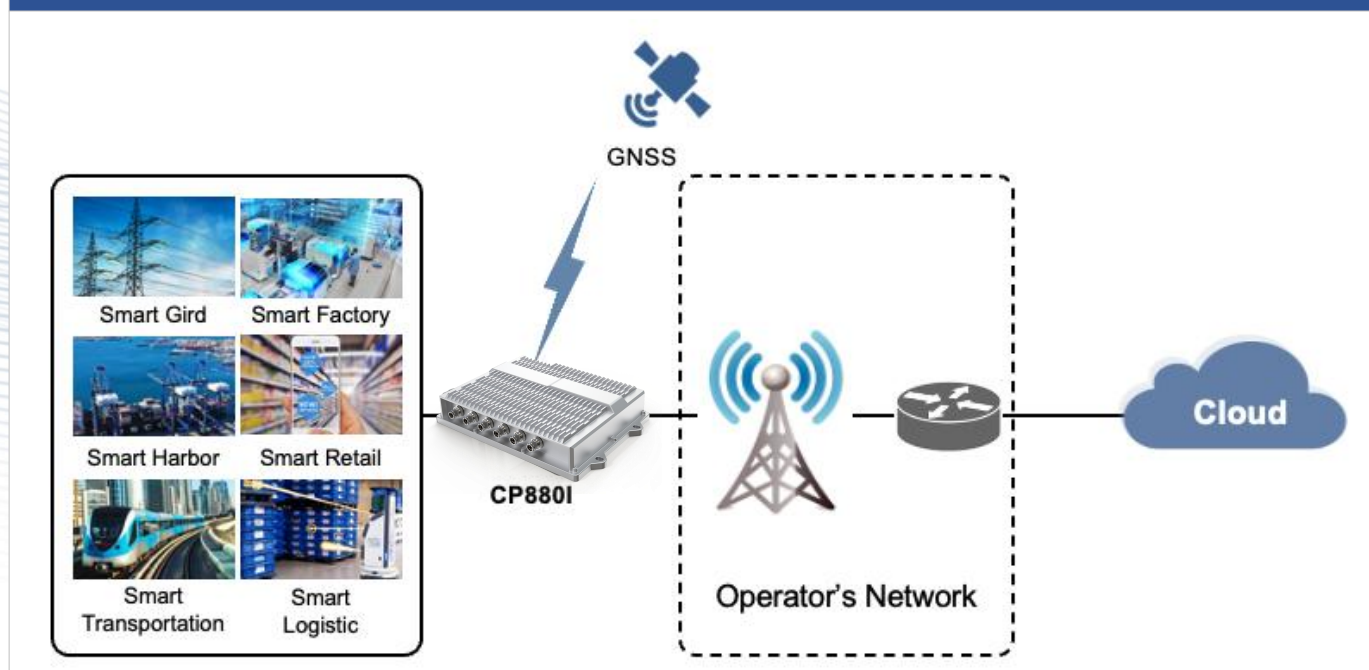 GNSS
Smart Gird
Smart Factory
Smart Harbor
Smart Retail
Smart
Transportation
Smart
Logistic
CP880I
Operator's Network
Cloud